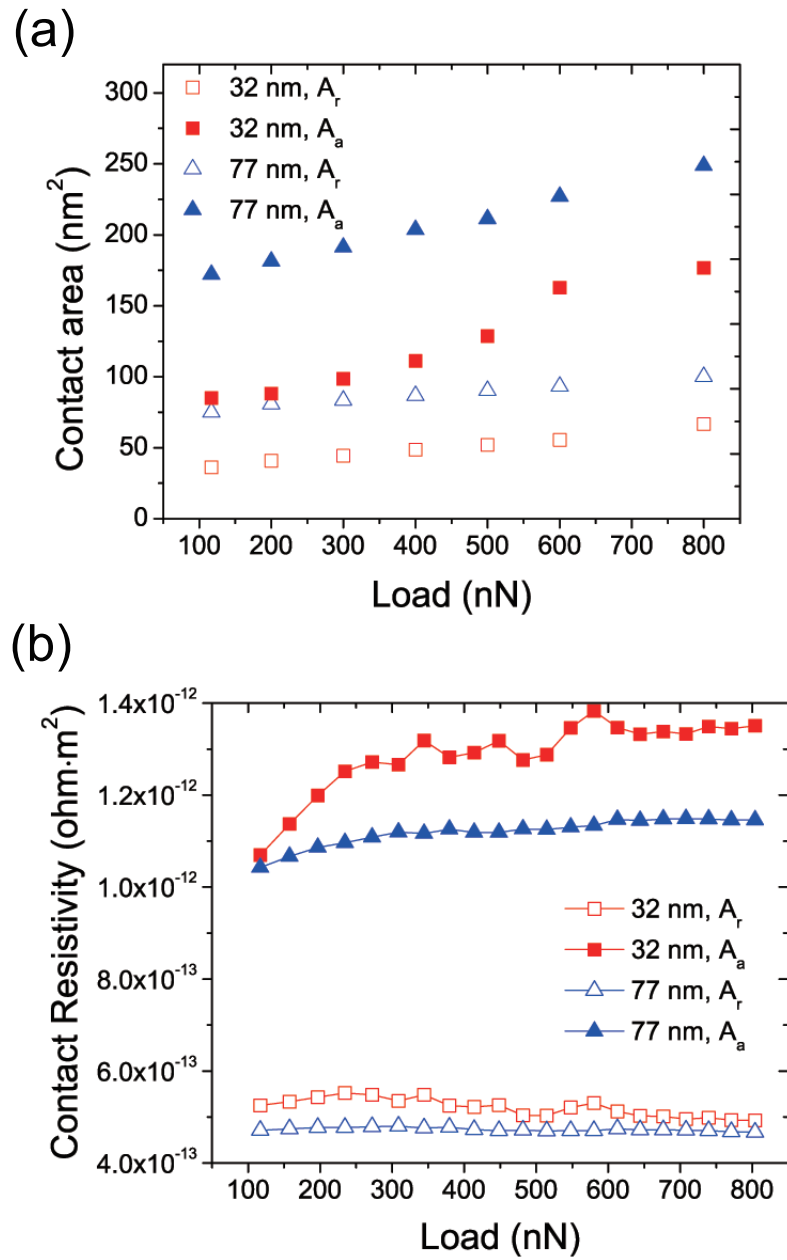 (a)
32 nm, Aᵣ
32 nm, Aₐ
77 nm, Aᵣ
77 nm, Aₐ
300
250
200
150
100
50
0
Contact area (nm²)
100 200 300 400 500 600 700 800
Load (nN)
(b)
1.4x10⁻¹²
1.2x10⁻¹²
1.0x10⁻¹²
8.0x10⁻¹³
6.0x10⁻¹³
4.0x10⁻¹³
Contact Resistivity (ohm·m²)
32 nm, Aᵣ
32 nm, Aₐ
77 nm, Aᵣ
77 nm, Aₐ
100 200 300 400 500 600 700 800
Load (nN)